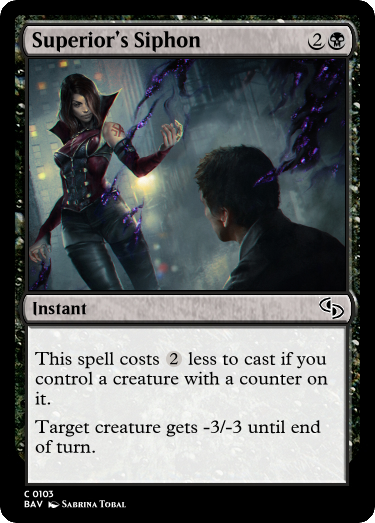 Superior's Siphon 2
Instant
This spell costs 2 less to cast if you
control a creature with a counter on
it.
Target creature gets -3/-3 until end
of turn.
C 0103
BAV Sabrina Tobal